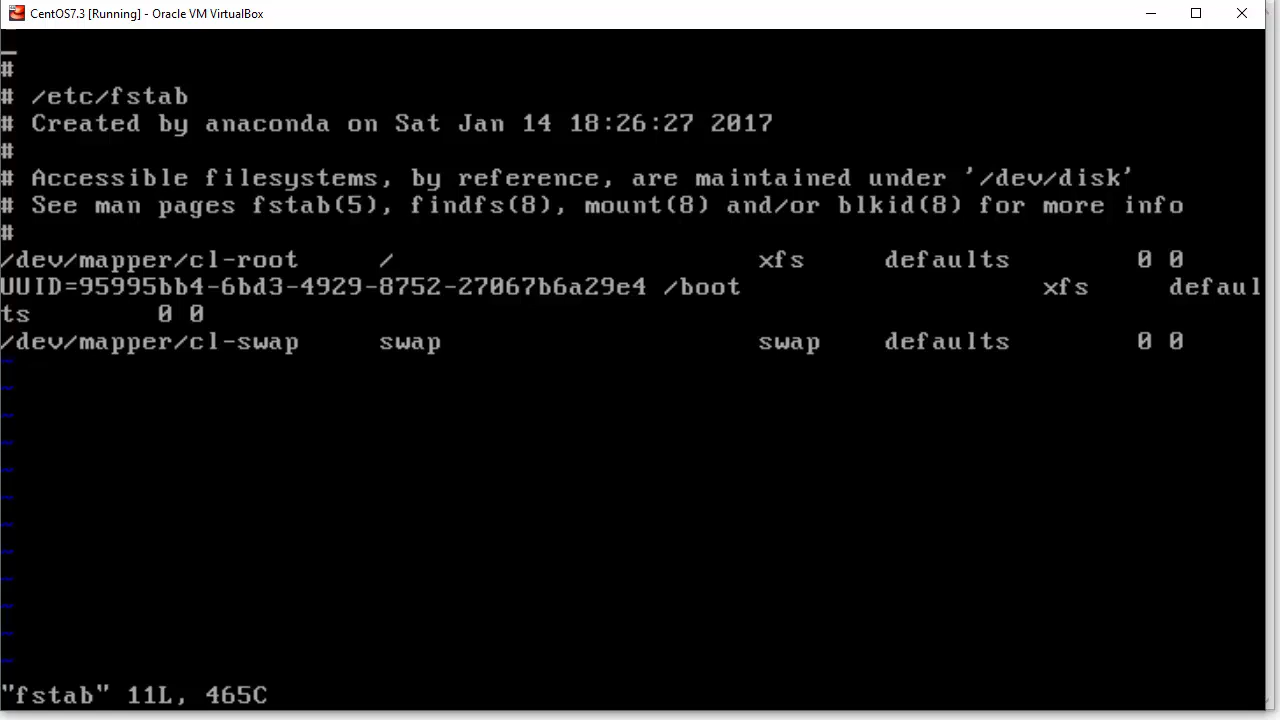 CentOS7.3 [Running] - Oracle VM VirtualBox
#
# /etc/fstab
# Created by anaconda on Sat Jan 14 18:26:27 2017
#
# Accessible filesystems, by reference, are maintained under '/dev/disk'
# See man pages fstab(5), findfs(8), mount(8) and/or blkid(8) for more info
#
/dev/mapper/cl-root / xfs defaults 0 0
UUID=95995bb4-6bd3-4929-8752-27067b6a29e4 /boot xfs defaul
ts 0 0
/dev/mapper/cl-swap swap swap defaults 0 0
~
~
~
~
~
~
~
~
~
~
~
~
"fstab" 11L, 465C